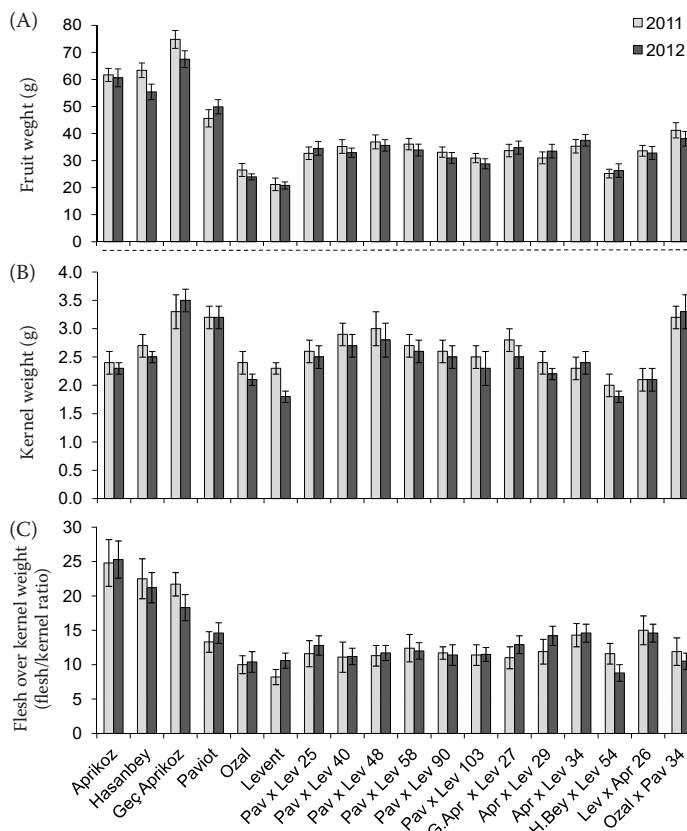 (A)
Fruit weght (g)
80
70
60
50
40
30
20
10
0
2011
2012
(B)
Kernel weight (g)
4.0
3.5
3.0
2.5
2.0
1.5
1.0
0.5
0.0
(C)
Flesh over kernel weight
(flesh/kernel ratio)
30
25
20
15
10
5
0
Aprikoz
Hasanbey
Geç Aprikoz
Paviot
Ozal
Levent
Pav x Lev 25
Pav x Lev 40
Pav x Lev 48
Pav x Lev 58
Pav x Lev 90
Pav x Lev 103
G.Apr x Lev 27
Apr x Lev 29
Apr x Lev 34
H.Bey x Lev 54
Lev x Apr 26
Ozal x Pav 34